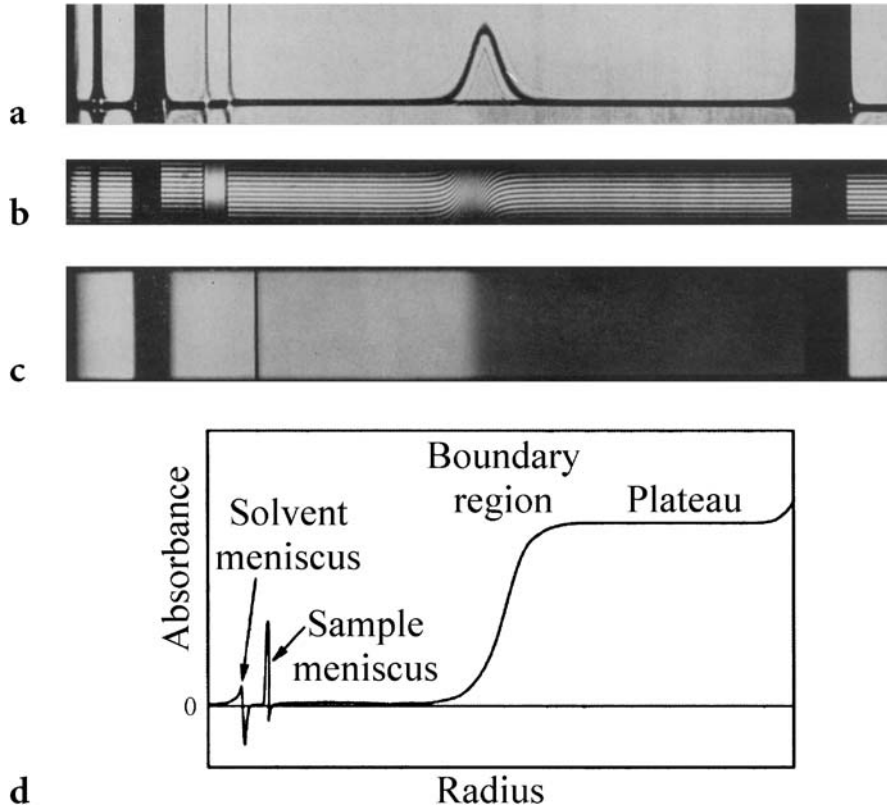 a
b
c
Boundary
region
Plateau
Solvent
meniscus
Sample
meniscus
Absorbance
0
d
Radius